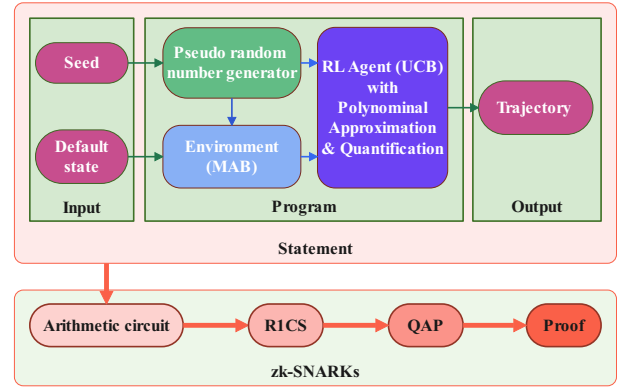 Seed
Default
state
Input
Pseudo random
number generator
Environment
(MAB)
RL Agent (UCB)
with
Polynominal
Approximation
& Quantification
Program
Trajectory
Output
Statement
Arithmetic circuit
R1CS
QAP
Proof
zk-SNARKs